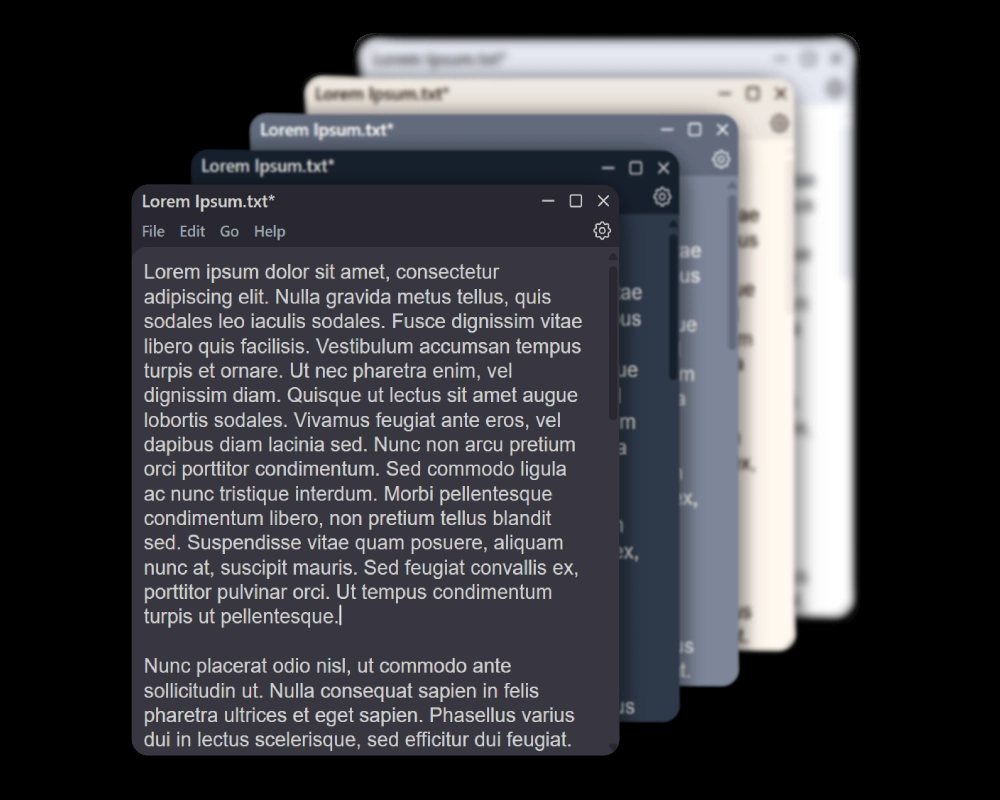 Lorem Ipsum.txt*
Lorem Ipsum.txt*
Lorem Ipsum.txt*
Lorem Ipsum.txt*
Lorem Ipsum.txt*
File Edit Go Help
Lorem ipsum dolor sit amet, consectetur
adipiscing elit. Nulla gravida metus tellus, quis
sodales leo iaculis sodales. Fusce dignissim vitae
libero quis facilisis. Vestibulum accumsan tempus
turpis et ornare. Ut nec pharetra enim, vel
dignissim diam. Quisque ut lectus sit amet augue
lobortis sodales. Vivamus feugiat ante eros, vel
dapibus diam lacinia sed. Nunc non arcu pretium
orci porttitor condimentum. Sed commodo ligula
ac nunc tristique interdum. Morbi pellentesque
condimentum libero, non pretium tellus blandit
sed. Suspendisse vitae quam posuere, aliquam
nunc at, suscipit mauris. Sed feugiat convallis ex,
porttitor pulvinar orci. Ut tempus condimentum
turpis ut pellentesque.
Nunc placerat odio nisl, ut commodo ante
sollicitudin ut. Nulla consequat sapien in felis
pharetra ultrices et eget sapien. Phasellus varius
dui in lectus scelerisque, sed efficitur dui feugiat.